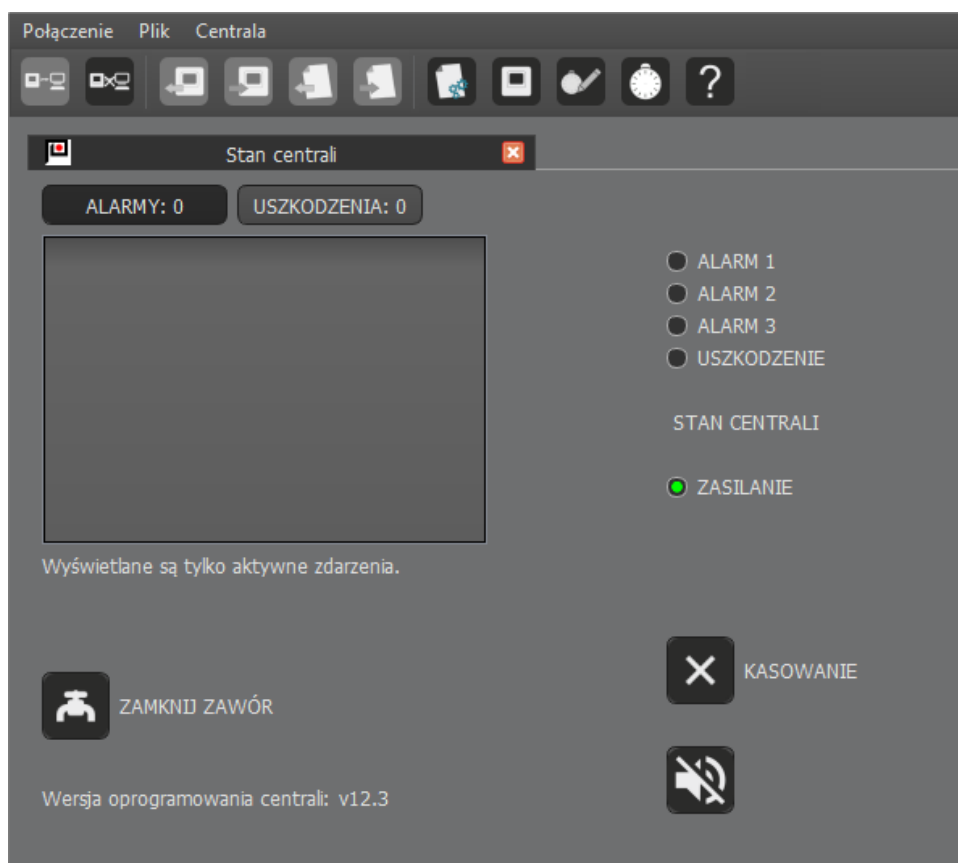 Połączenie Plik Centrala
?
Stan centrali
ALARMY: 0
USZKODZENIA: 0
ALARM 1
ALARM 2
ALARM 3
USZKODZENIE
STAN CENTRALI
ZASILANIE
Wyświetlane są tylko aktywne zdarzenia.
KASOWANIE
ZAMKNIJ ZAWÓR
Wersja oprogramowania centrali: v12.3